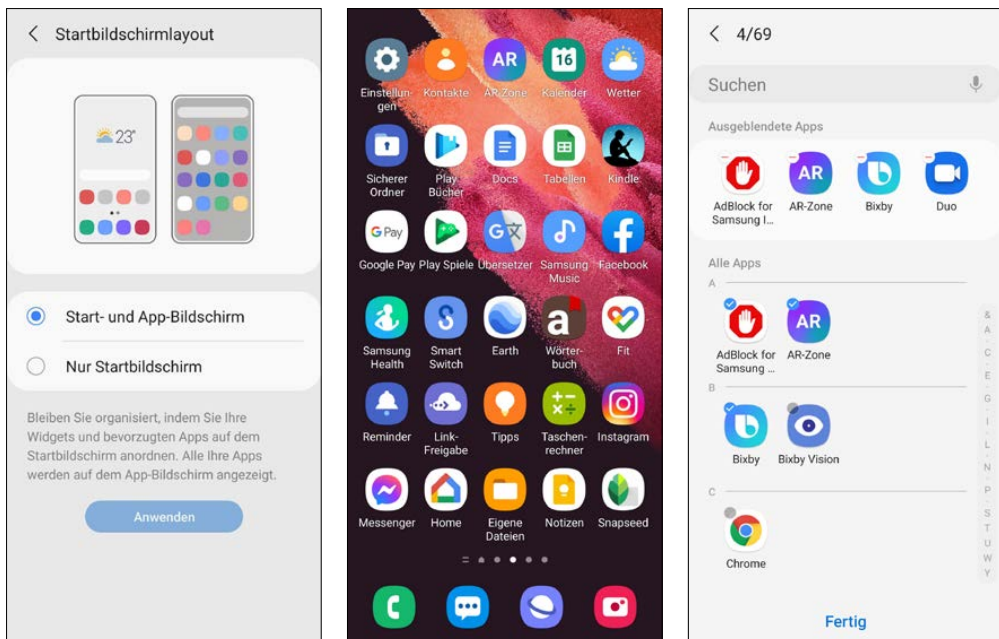 Startbildschirmlayout
23°
Start- und App-Bildschirm
Nur Startbildschirm
Bleiben Sie organisiert, indem Sie Ihre
Widgets und bevorzugten Apps auf dem
Startbildschirm anordnen. Alle Ihre Apps
werden auf dem App-Bildschirm angezeigt.
Anwenden
AR
16
Einstellun-
gen
Kontakte
AR-Zone
Kalender
Wetter
Sicherer
Ordner
Play
Bücher
Docs
Tabellen
Kindle
G Pay
G文
Google Pay
Play Spiele
Übersetzer
Samsung
Music
Facebook
S
a
Samsung
Health
Smart
Switch
Earth
Wörter-
buch
Fit
Reminder
Link-
Freigabe
Tipps
Taschen-
rechner
Instagram
Messenger
Home
Eigene
Dateien
Notizen
Snapseed
4/69
Suchen
Ausgeblendete Apps
AR
AdBlock for
Samsung I...
AR-Zone
Bixby
Duo
Alle Apps
A
AR
AdBlock for
Samsung ...
AR-Zone
B
Bixby
Bixby Vision
C
Chrome
&
A
C
E
G
I
L
N
P
S
T
U
W
Y
Fertig